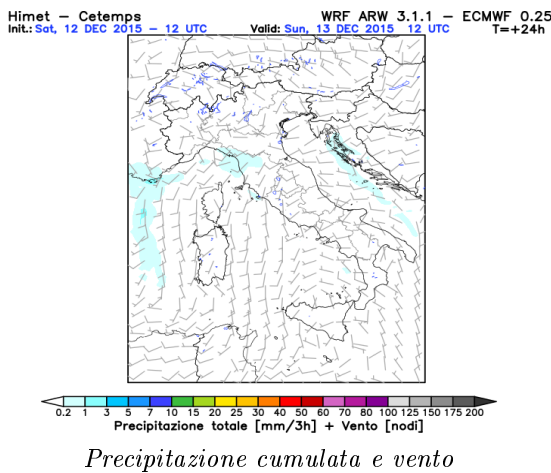 Himet – Cetemps WRF ARW 3.1.1 – ECMWF 0.25
Init.: Sat, 12 DEC 2015 – 12 UTC Valid: Sun, 13 DEC 2015 12 UTC T=+24h
0.2 1 3 5 7 10 15 20 25 30 40 50 60 70 80 100 125 150 175 200
Precipitazione totale [mm/3h] + Vento [nodi]
Precipitazione cumulata e vento